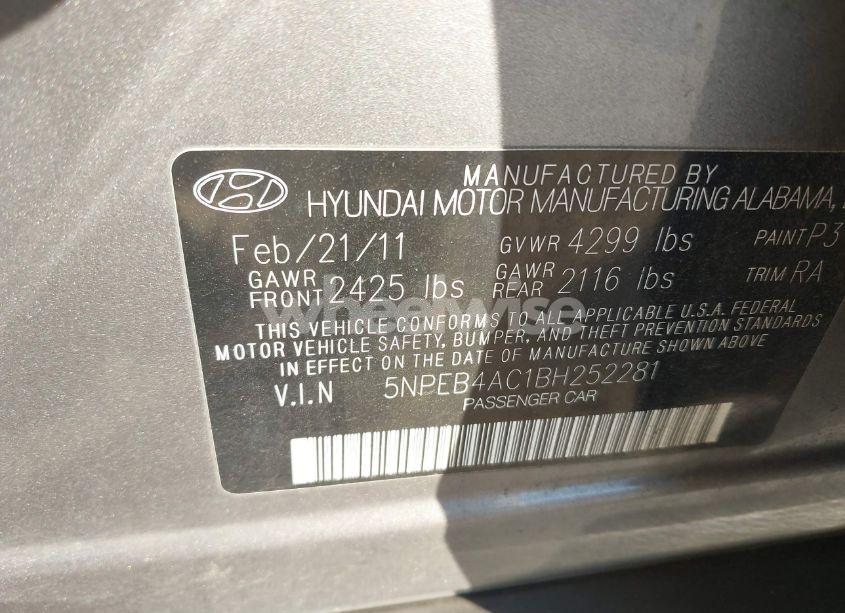 MANUFACTURED BY
HYUNDAI MOTOR MANUFACTURING ALABAMA,
Feb/21/11 GVWR 4299 lbs PAINT P3
GAWR FRONT 2425 lbs GAWR REAR 2116 lbs TRIM RA
wheelwise
THIS VEHICLE CONFORMS TO ALL APPLICABLE U.S.A. FEDERAL
MOTOR VEHICLE SAFETY, BUMPER, AND THEFT PREVENTION STANDARDS
IN EFFECT ON THE DATE OF MANUFACTURE SHOWN ABOVE
V.I.N 5NPEB4AC1BH252281
PASSENGER CAR